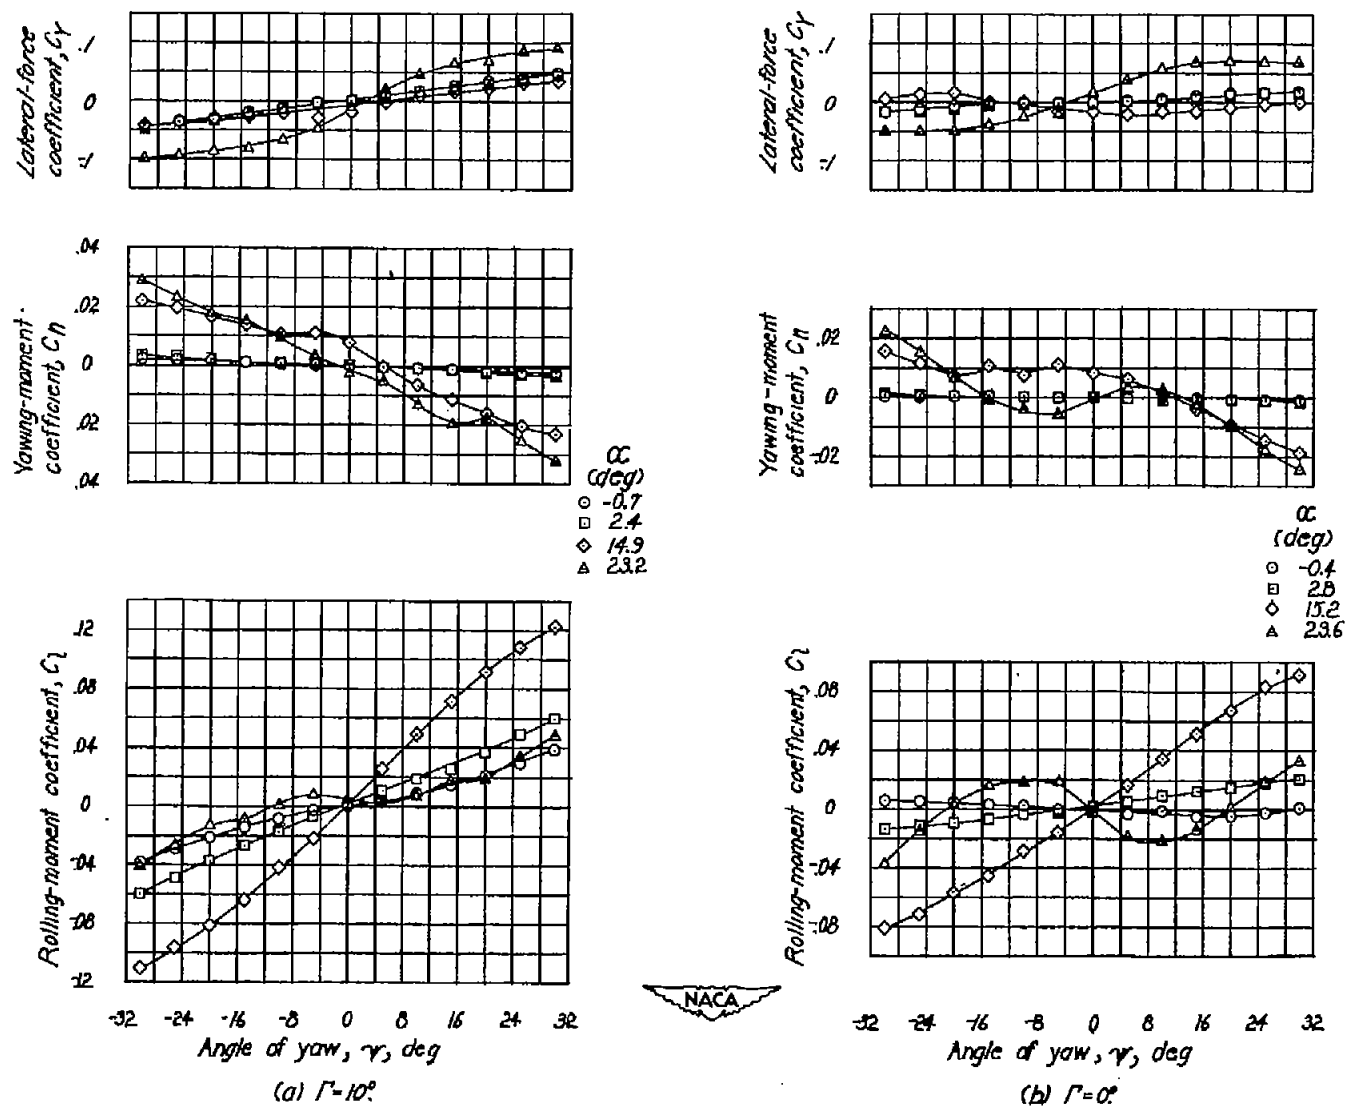 Lateral-force
coefficient, Cy
.1
0
-.1
Yawing-moment
coefficient, Cn
.04
.02
0
.02
.04
α
(deg)
-0.7
2.4
14.9
23.2
Rolling-moment coefficient, Cl
.12
.08
.04
0
-.04
-.08
-.12
-32 -24 -16 -8 0 8 16 24 32
Angle of yaw, ψ, deg
(a) Γ=10°.
NACA
Lateral-force
coefficient, Cy
.1
0
-.1
Yawing-moment
coefficient, Cn
.02
0
-.02
α
(deg)
-0.4
2.8
15.2
23.6
Rolling-moment coefficient, Cl
.08
.04
0
-.04
-.08
-32 -24 -16 -8 0 8 16 24 32
Angle of yaw, ψ, deg
(b) Γ=0°.